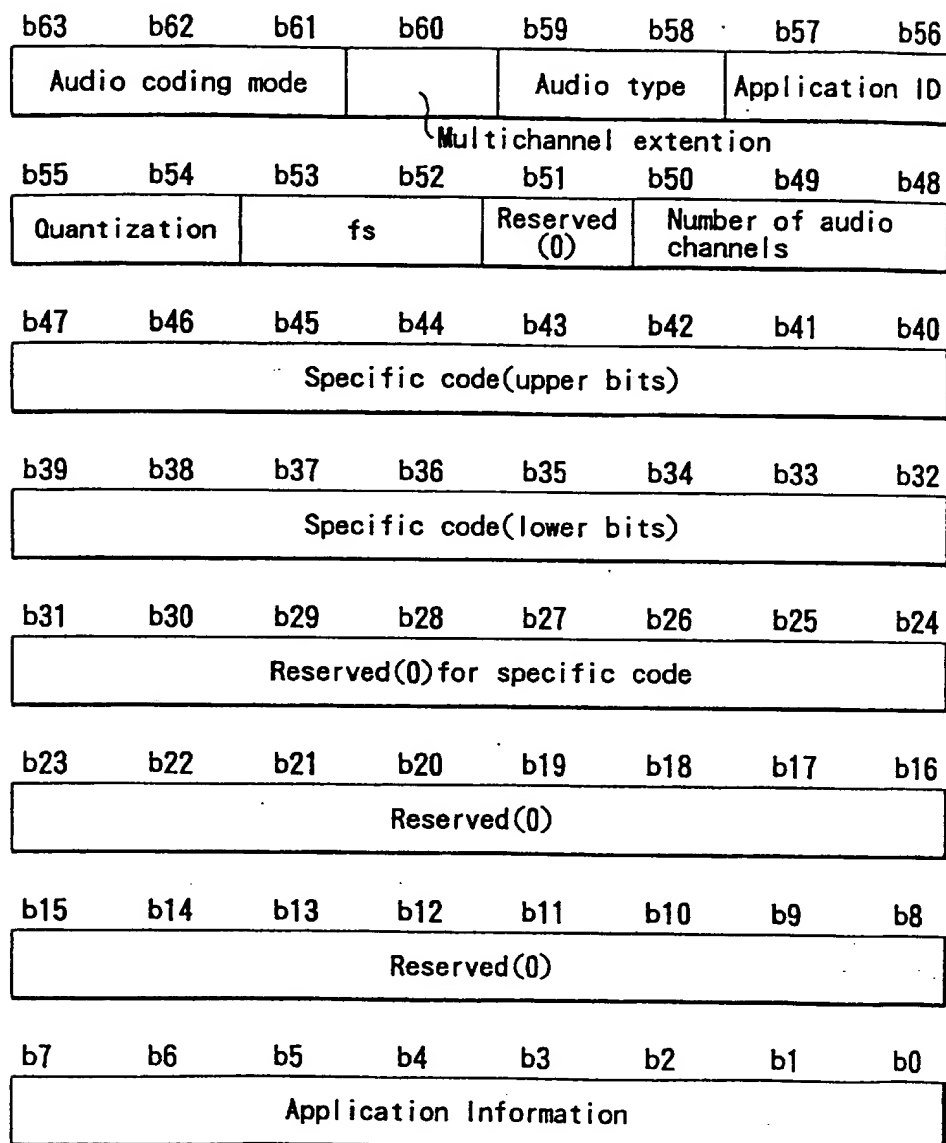 b63 b62 b61 b60 b59 b58 b57 b56
Audio coding mode Audio type Application ID
Multichannel extention
b55 b54 b53 b52 b51 b50 b49 b48
Quantization fs Reserved (0) Number of audio channels
b47 b46 b45 b44 b43 b42 b41 b40
Specific code(upper bits)
b39 b38 b37 b36 b35 b34 b33 b32
Specific code(lower bits)
b31 b30 b29 b28 b27 b26 b25 b24
Reserved(0)for specific code
b23 b22 b21 b20 b19 b18 b17 b16
Reserved(0)
b15 b14 b13 b12 b11 b10 b9 b8
Reserved(0)
b7 b6 b5 b4 b3 b2 b1 b0
Application Information